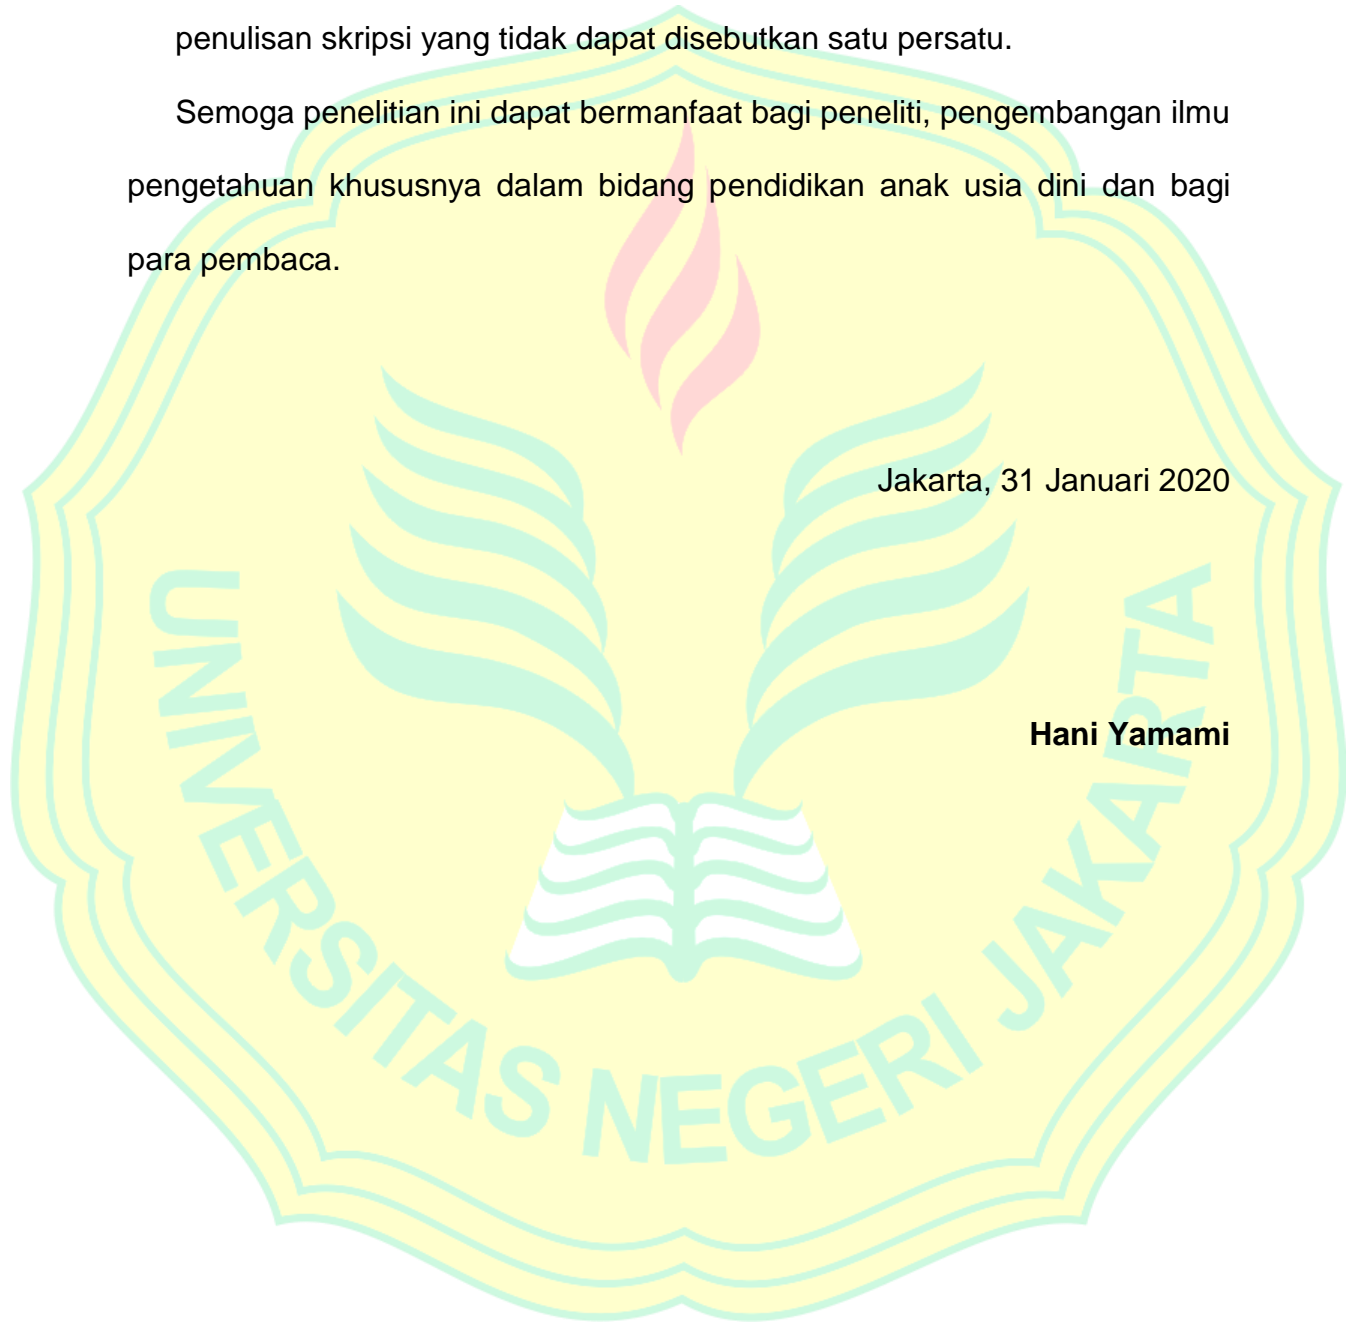 penulisan skripsi yang tidak dapat disebutkan satu persatu.
Semoga penelitian ini dapat bermanfaat bagi peneliti, pengembangan ilmu
pengetahuan khususnya dalam bidang pendidikan anak usia dini dan bagi
para pembaca.
Jakarta, 31 Januari 2020
Hani Yamami
UNIVERSITAS NEGERI JAKARTA